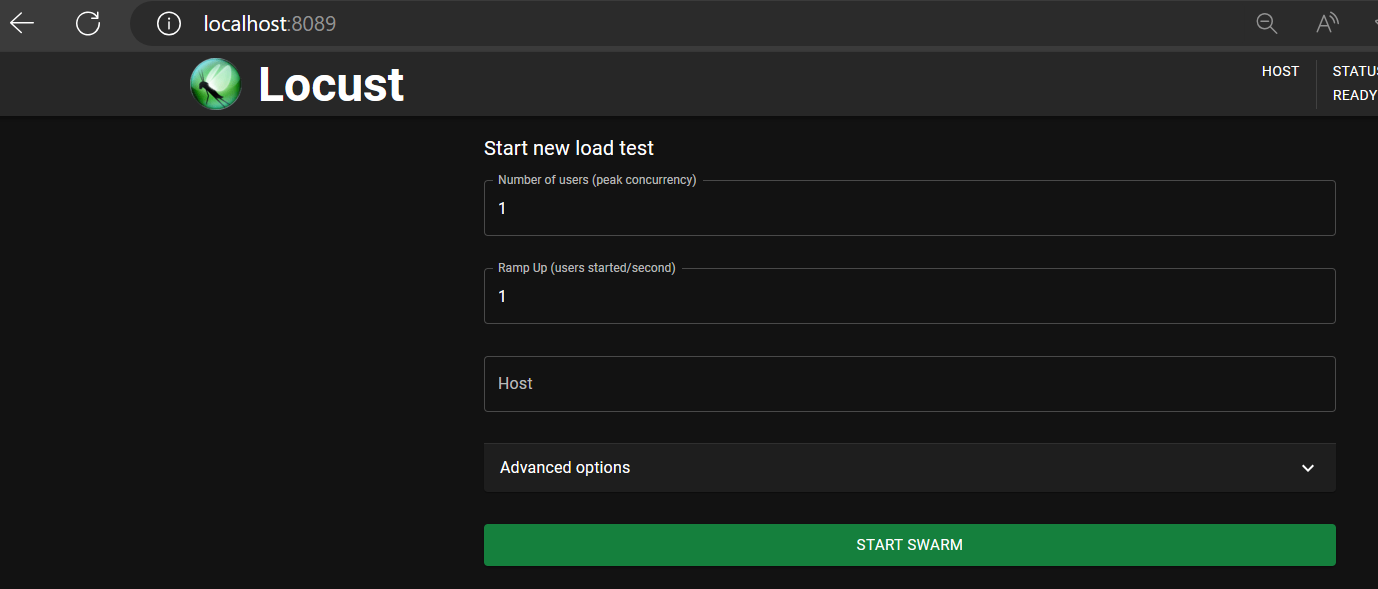 localhost:8089
Locust
HOST
STATUS
READY
Start new load test
Number of users (peak concurrency)
1
Ramp Up (users started/second)
1
Host
Advanced options
START SWARM